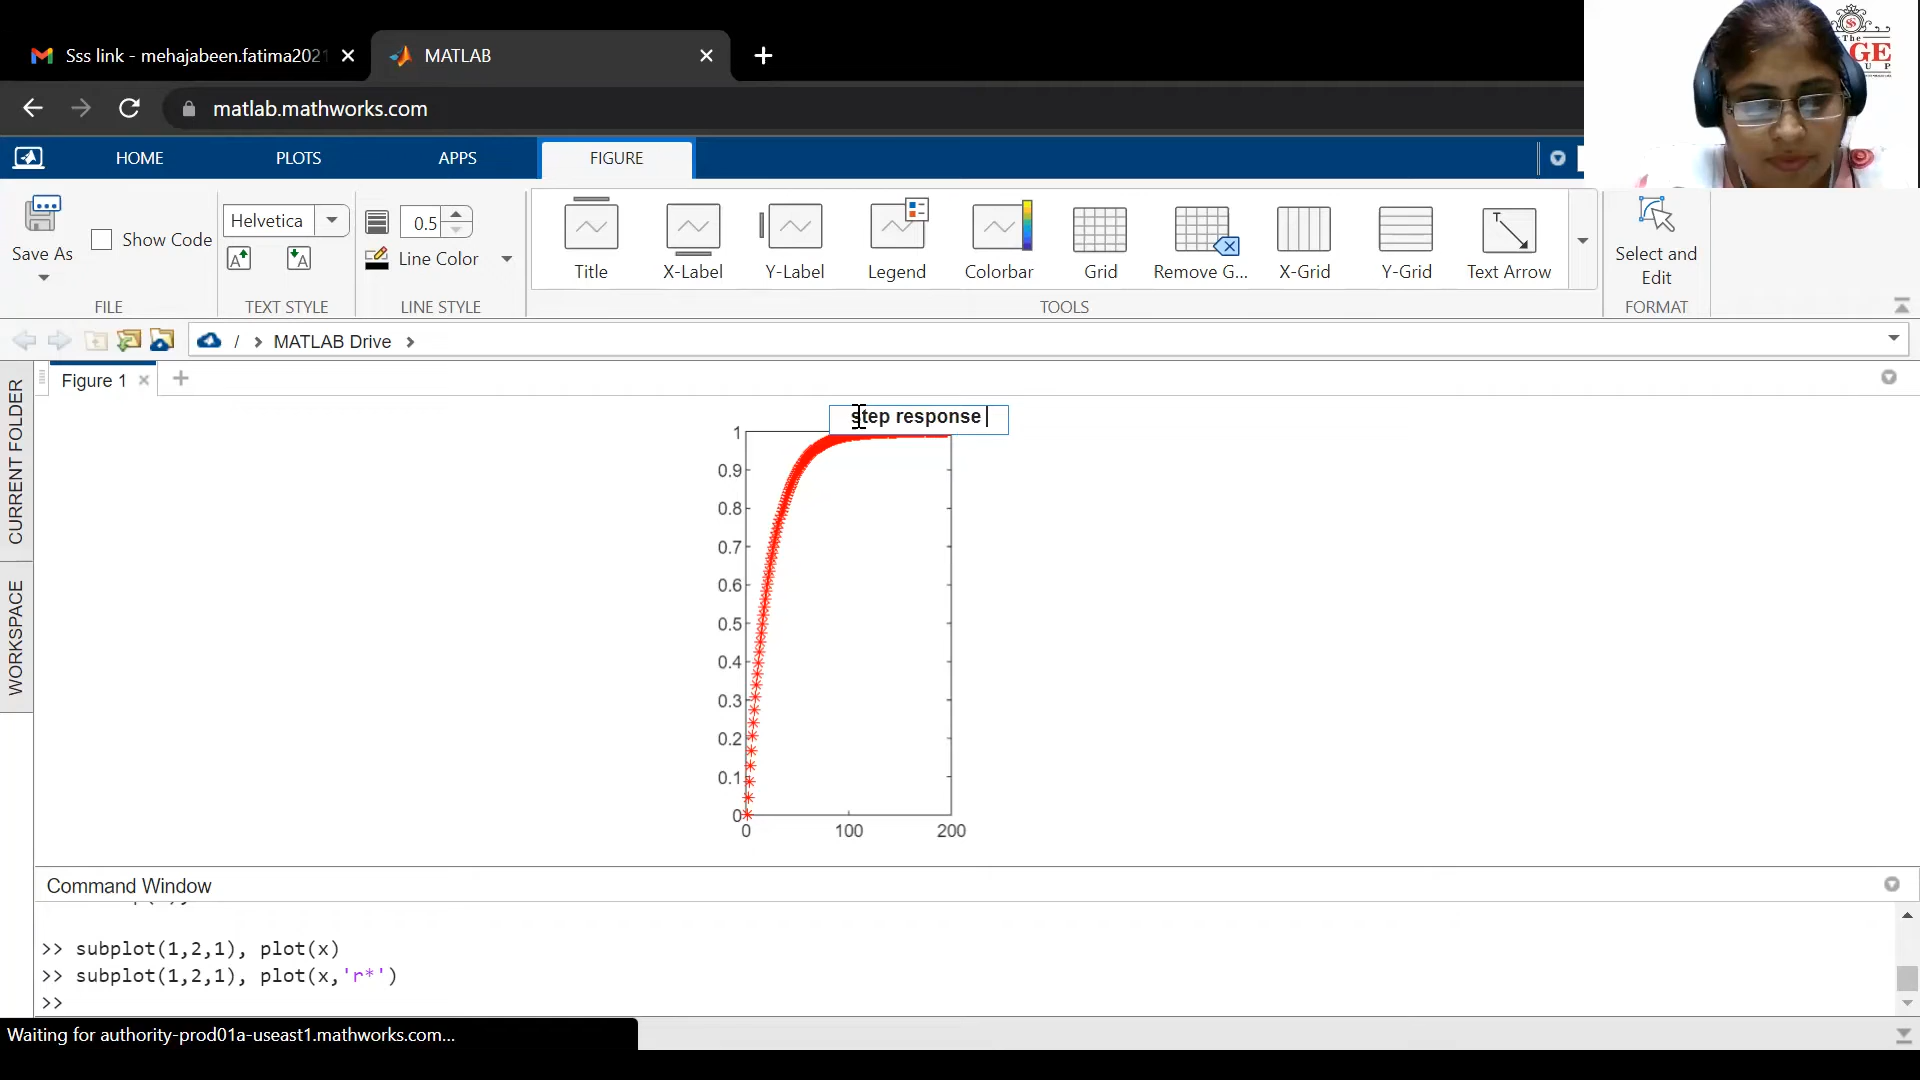 Sss link - mehajabeen.fatima2021
MATLAB
matlab.mathworks.com
The
GE
U P
HOME
PLOTS
APPS
FIGURE
Helvetica
0.5
Save As
Show Code
Line Color
Title
X-Label
Y-Label
Legend
Colorbar
Grid
Remove G...
X-Grid
Y-Grid
T
Text Arrow
Select and
Edit
FILE
TEXT STYLE
LINE STYLE
TOOLS
FORMAT
/ > MATLAB Drive >
CURRENT FOLDER
WORKSPACE
Figure 1
step response
1
0.9
0.8
0.7
0.6
0.5
0.4
0.3
0.2
0.1
0
0 100 200
Command Window
>> subplot(1,2,1), plot(x)
>> subplot(1,2,1), plot(x,'r*')
>>
Waiting for authority-prod01a-useast1.mathworks.com...